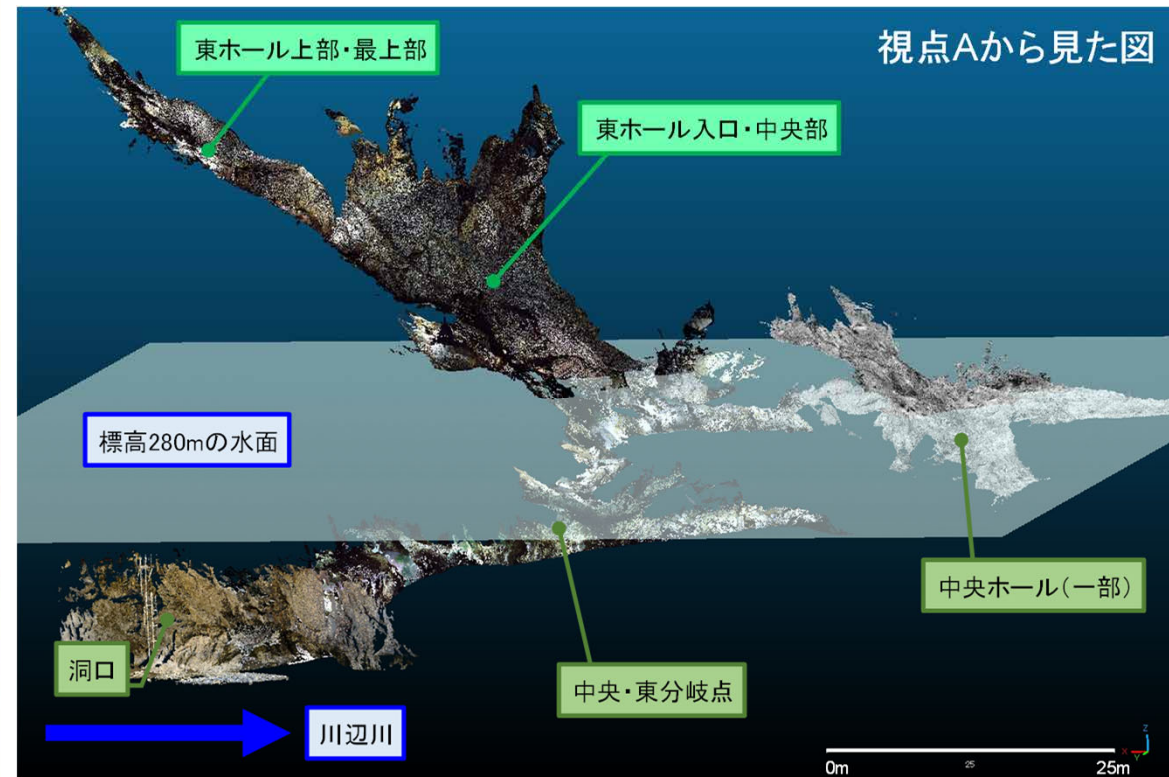 視点Aから見た図
東ホール上部・最上部
東ホール入口・中央部
標高280mの水面
中央ホール(一部)
洞口
中央・東分岐点
川辺川
0m
25
25m
Z
X
Y